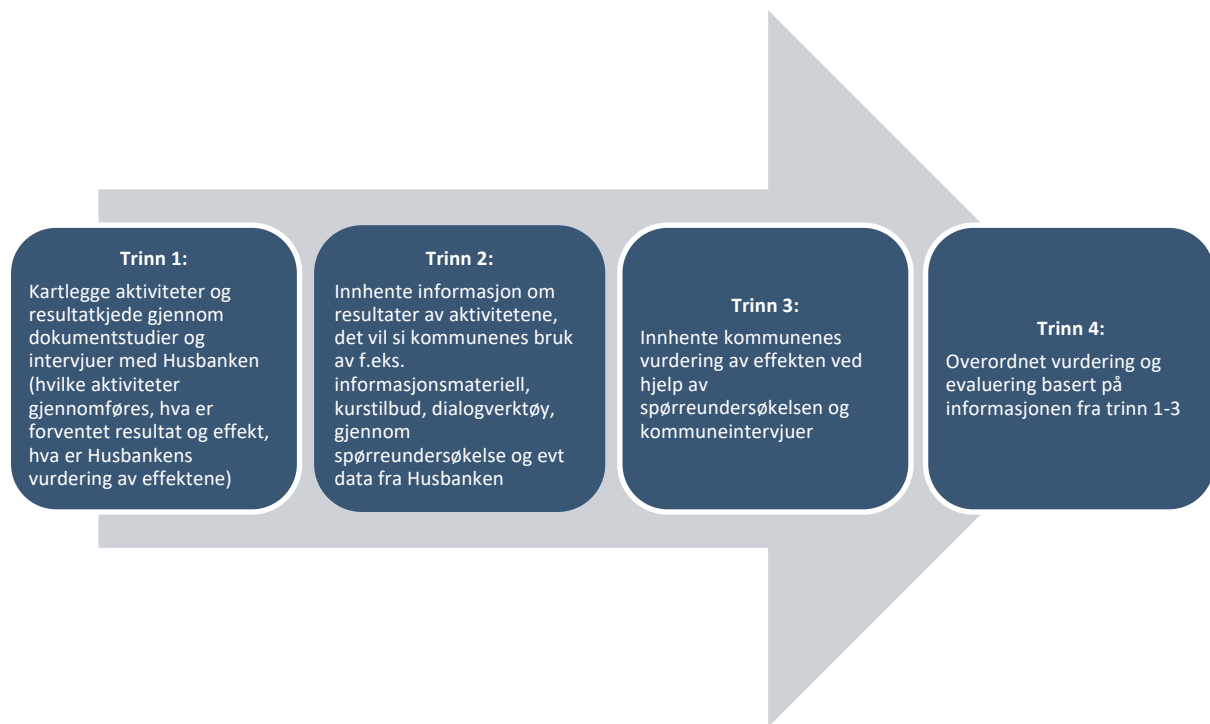 Trinn 1:
Kartlegge aktiviteter og
resultatkjede gjennom
dokumentstudier og
intervjuer med Husbanken
(hvilke aktiviteter
gjennomføres, hva er
forventet resultat og effekt,
hva er Husbankens
vurdering av effektene)
Trinn 2:
Innhente informasjon om
resultater av aktivitetene,
det vil si kommunenes bruk
av f.eks.
informasjonsmateriell,
kurstilbud, dialogverktøy,
gjennom
spørreundersøkelse og evt
data fra Husbanken
Trinn 3:
Innhente kommunenes
vurdering av effekten ved
hjelp av
spørreundersøkelsen og
kommuneintervjuer
Trinn 4:
Overordnet vurdering og
evaluering basert på
informasjonen fra trinn 1-3